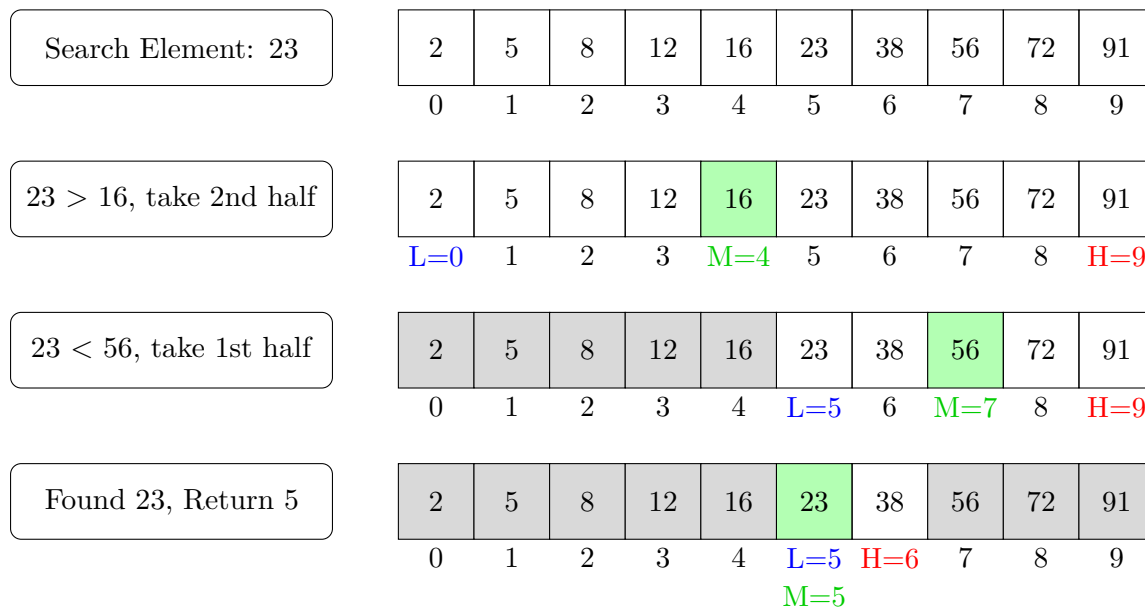 Search Element: 23
2 5 8 12 16 23 38 56 72 91
0 1 2 3 4 5 6 7 8 9
23 > 16, take 2nd half
2 5 8 12 16 23 38 56 72 91
L=0 1 2 3 M=4 5 6 7 8 H=9
23 < 56, take 1st half
2 5 8 12 16 23 38 56 72 91
0 1 2 3 4 L=5 6 M=7 8 H=9
Found 23, Return 5
2 5 8 12 16 23 38 56 72 91
0 1 2 3 4 L=5 H=6 7 8 9
M=5